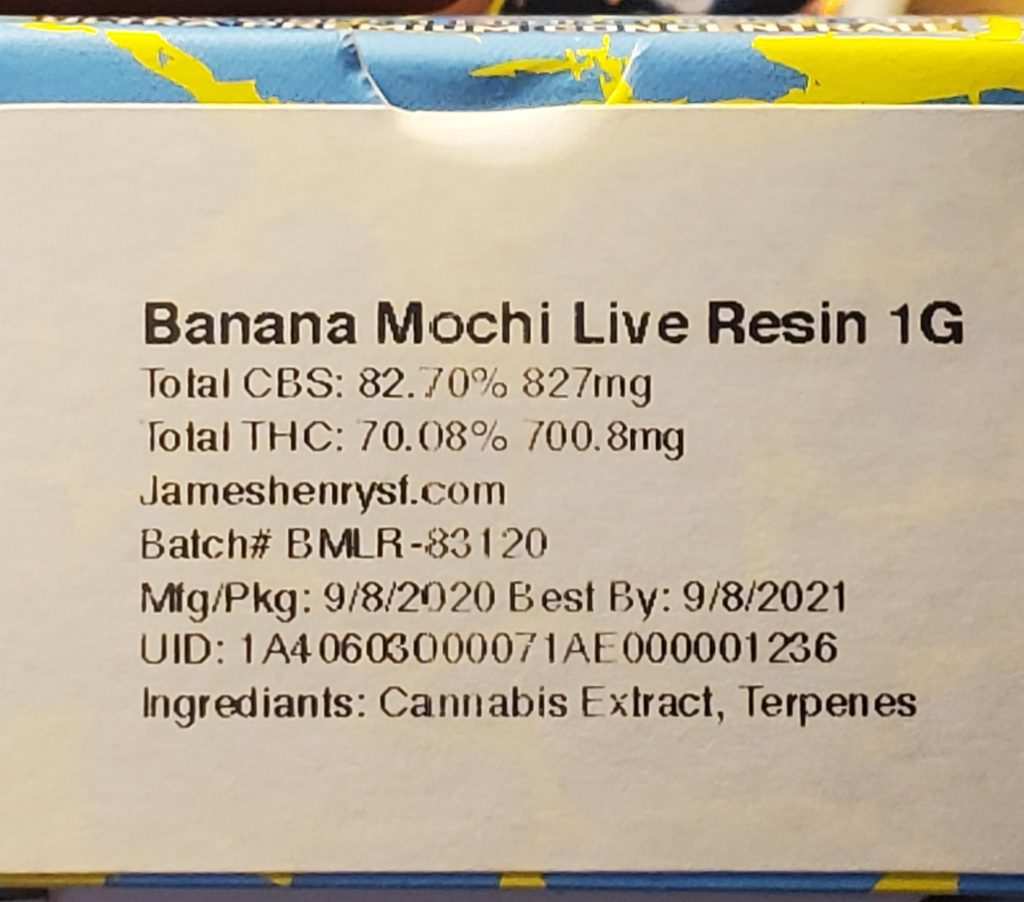 Banana Mochi Live Resin 1G
Total CBS: 82.70% 827mg
Total THC: 70.08% 700.8mg
Jameshenrysf.com
Batch# BMLR-83120
Mfg/Pkg: 9/8/2020 Best By: 9/8/2021
UID: 1A40603000071AE000001236
Ingrediants: Cannabis Extract, Terpenes